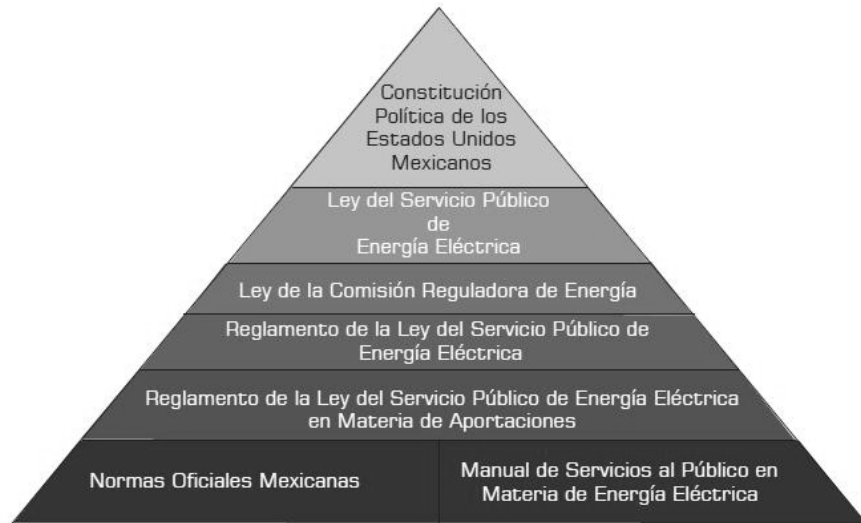 Constitución
Política de los
Estados Unidos
Mexicanos
Ley del Servicio Público
de
Energía Eléctrica
Ley de la Comisión Reguladora de Energía
Reglamento de la Ley del Servicio Público de
Energía Eléctrica
Reglamento de la Ley del Servicio Público de Energía Eléctrica
en Materia de Aportaciones
Normas Oficiales Mexicanas
Manual de Servicios al Público en
Materia de Energía Eléctrica